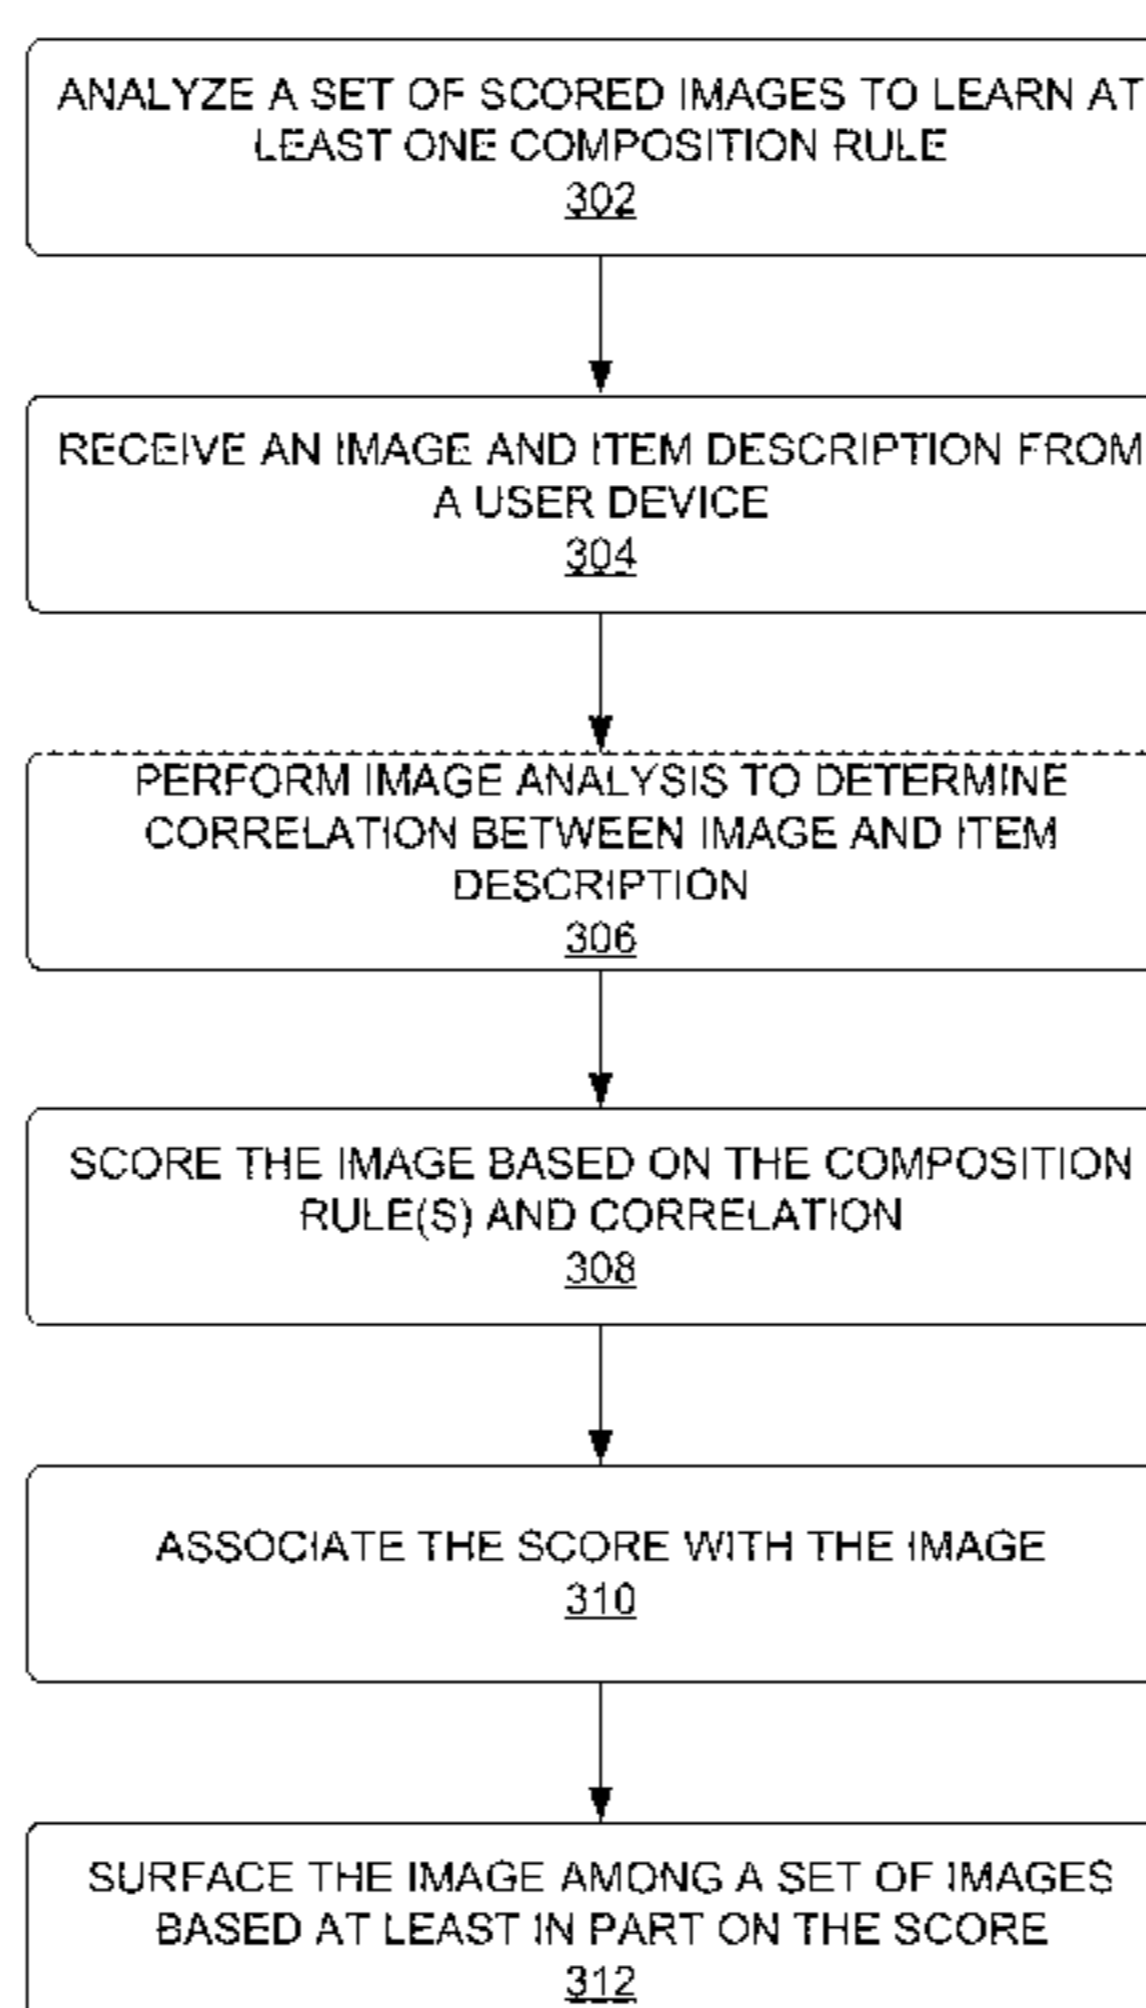 ANALYZE A SET OF SCORED IMAGES TO LEARN AT
LEAST ONE COMPOSITION RULE
302
RECEIVE AN IMAGE AND ITEM DESCRIPTION FROM
A USER DEVICE
304
PERFORM IMAGE ANALYSIS TO DETERMINE
CORRELATION BETWEEN IMAGE AND ITEM
DESCRIPTION
306
SCORE THE IMAGE BASED ON THE COMPOSITION
RULE(S) AND CORRELATION
308
ASSOCIATE THE SCORE WITH THE IMAGE
310
SURFACE THE IMAGE AMONG A SET OF IMAGES
BASED AT LEAST IN PART ON THE SCORE
312